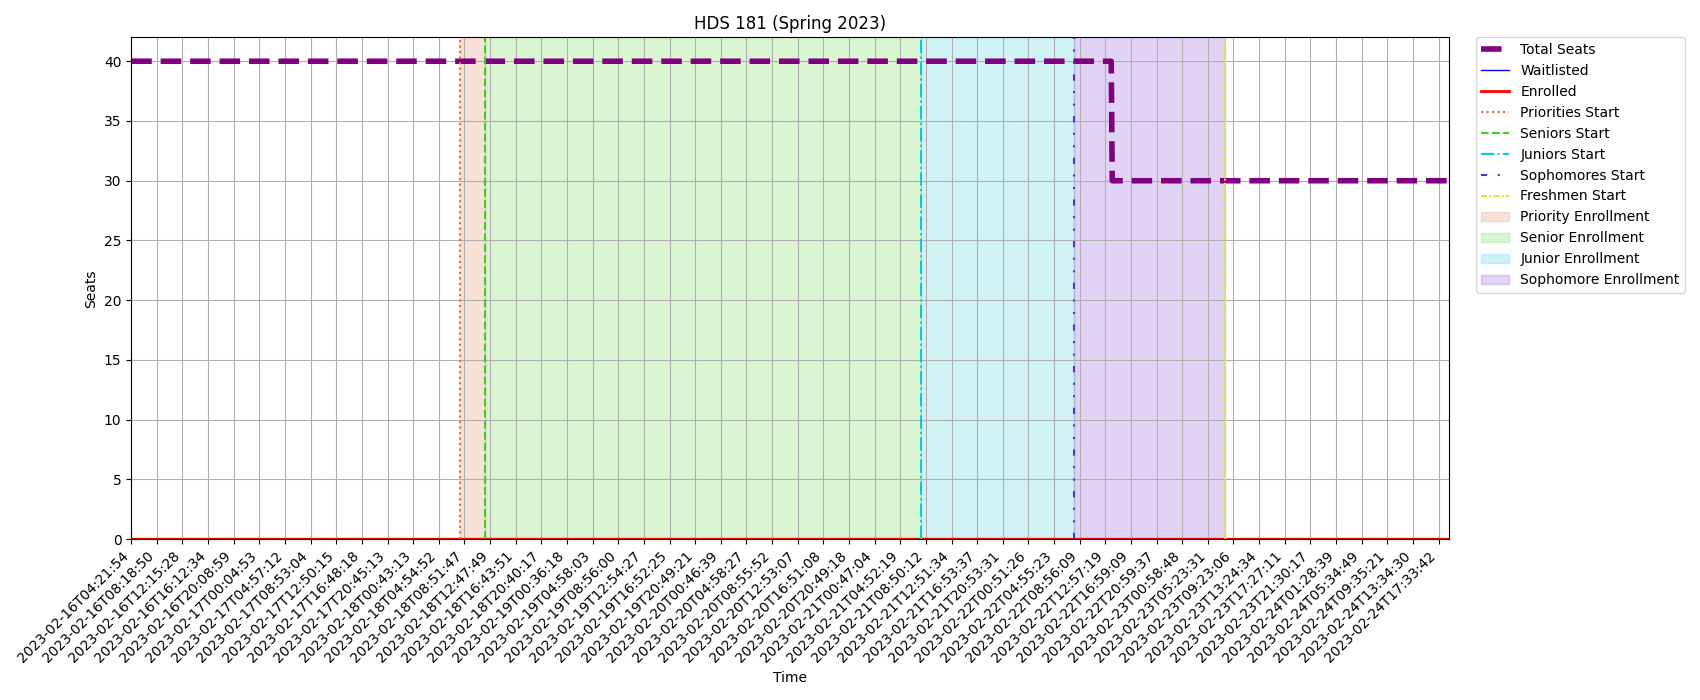 HDS 181 (Spring 2023)
Seats
40
35
30
25
20
15
10
5
0
2023-02-16T04:21:54
2023-02-16T08:18:50
2023-02-16T12:15:28
2023-02-16T16:12:34
2023-02-16T20:08:59
2023-02-17T00:04:53
2023-02-17T04:57:12
2023-02-17T08:53:04
2023-02-17T12:50:15
2023-02-17T16:48:18
2023-02-17T20:45:13
2023-02-18T00:43:13
2023-02-18T04:54:52
2023-02-18T08:51:47
2023-02-18T12:47:49
2023-02-18T16:43:51
2023-02-18T20:40:17
2023-02-19T00:36:18
2023-02-19T04:58:03
2023-02-19T08:56:00
2023-02-19T12:54:27
2023-02-19T16:52:25
2023-02-19T20:49:21
2023-02-20T00:46:39
2023-02-20T04:58:27
2023-02-20T08:55:52
2023-02-20T12:53:07
2023-02-20T16:51:08
2023-02-20T20:49:18
2023-02-21T00:47:04
2023-02-21T04:52:19
2023-02-21T08:50:12
2023-02-21T12:51:34
2023-02-21T16:53:37
2023-02-21T20:53:31
2023-02-22T00:51:26
2023-02-22T04:55:23
2023-02-22T08:56:09
2023-02-22T12:57:19
2023-02-22T16:59:09
2023-02-22T20:59:37
2023-02-23T00:58:48
2023-02-23T05:23:31
2023-02-23T09:23:06
2023-02-23T13:24:34
2023-02-23T17:27:11
2023-02-23T21:30:17
2023-02-24T01:28:39
2023-02-24T05:34:49
2023-02-24T09:35:21
2023-02-24T13:34:30
2023-02-24T17:33:42
Time
Total Seats
Waitlisted
Enrolled
Priorities Start
Seniors Start
Juniors Start
Sophomores Start
Freshmen Start
Priority Enrollment
Senior Enrollment
Junior Enrollment
Sophomore Enrollment